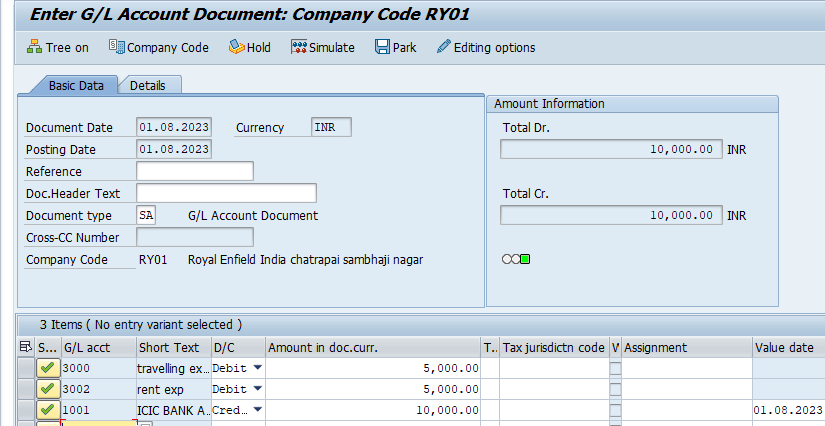 Enter G/L Account Document: Company Code RY01
Tree on Company Code Hold Simulate Park Editing options
Basic Data Details
Amount Information
Document Date 01.08.2023 Currency INR
Total Dr.
Posting Date 01.08.2023
10,000.00 INR
Reference
Doc.Header Text
Total Cr.
Document type SA G/L Account Document
10,000.00 INR
Cross-CC Number
Company Code RY01 Royal Enfield India chatrapai sambhaji nagar
3 Items ( No entry variant selected )
S... G/L acct Short Text D/C Amount in doc.curr. T.. Tax jurisdictn code V Assignment Value date
3000 travelling ex... Debit 5,000.00
3002 rent exp Debit 5,000.00
1001 ICIC BANK A... Cred... 10,000.00 01.08.2023